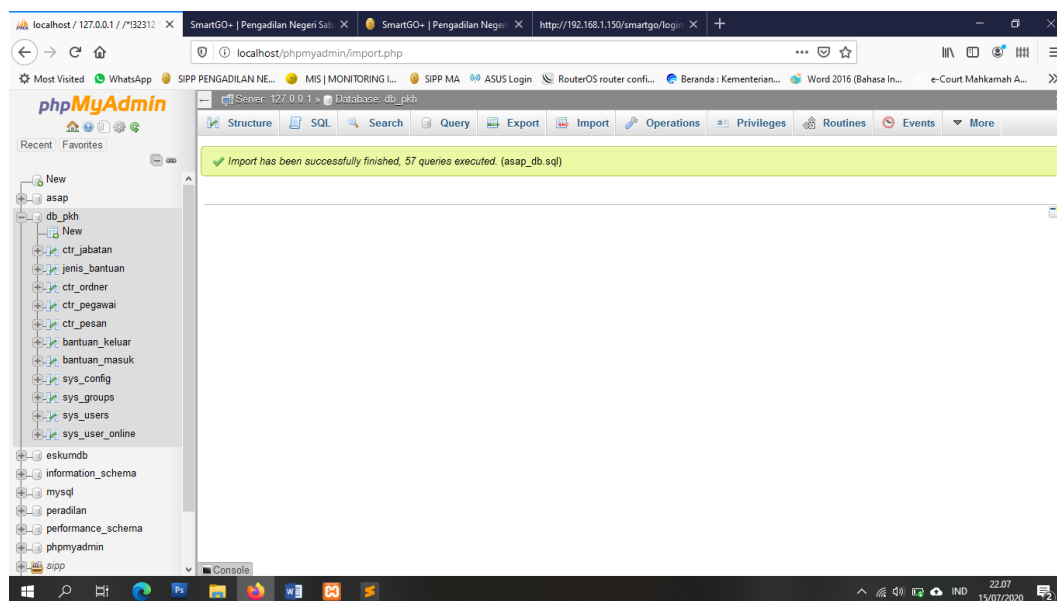 localhost / 127.0.0.1 / /*!32312
SmartGO+ | Pengadilan Negeri Sab
SmartGO+ | Pengadilan Negeri
http://192.168.1.150/smartgo/login
localhost/phpmyadmin/import.php
Most Visited WhatsApp SIPP PENGADILAN NE... MIS | MONITORING I... SIPP MA ASUS Login RouterOS router confi... Beranda : Kementerian... Word 2016 (Bahasa In... e-Court Mahkamah A...
phpMyAdmin
Recent Favorites
New
asap
db_pkh
New
ctr_jabatan
jenis_bantuan
ctr_ordner
ctr_pegawai
ctr_pesan
bantuan_keluar
bantuan_masuk
sys_config
sys_groups
sys_users
sys_user_online
eskumdb
information_schema
mysql
peradilan
performance_schema
phpmyadmin
sipp
Server: 127.0.0.1 » Database: db_pkh
Structure SQL Search Query Export Import Operations Privileges Routines Events More
Import has been successfully finished, 57 queries executed. (asap_db.sql)
Console
IND
22.07
15/07/2020